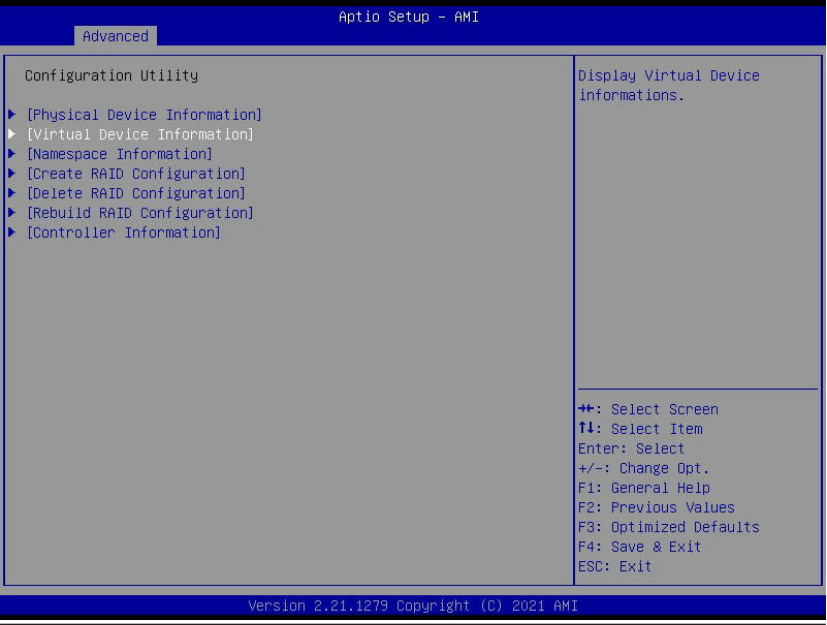 Aptio Setup – AMI
Advanced
Configuration Utility
[Physical Device Information]
[Virtual Device Information]
[Namespace Information]
[Create RAID Configuration]
[Delete RAID Configuration]
[Rebuild RAID Configuration]
[Controller Information]
Display Virtual Device
informations.
→←: Select Screen
↑↓: Select Item
Enter: Select
+/-: Change Opt.
F1: General Help
F2: Previous Values
F3: Optimized Defaults
F4: Save & Exit
ESC: Exit
Version 2.21.1279 Copyright (C) 2021 AMI